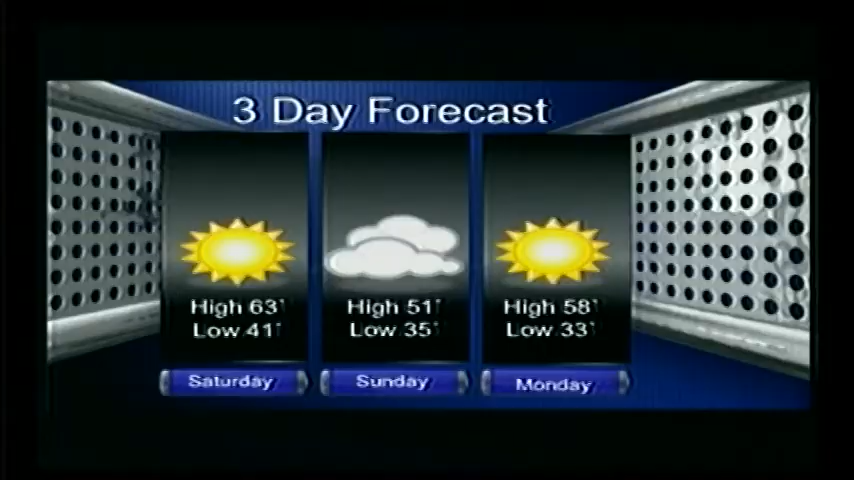 3 Day Forecast
High 63°
Low 41°
High 51°
Low 35°
High 58°
Low 33°
Saturday
Sunday
Monday